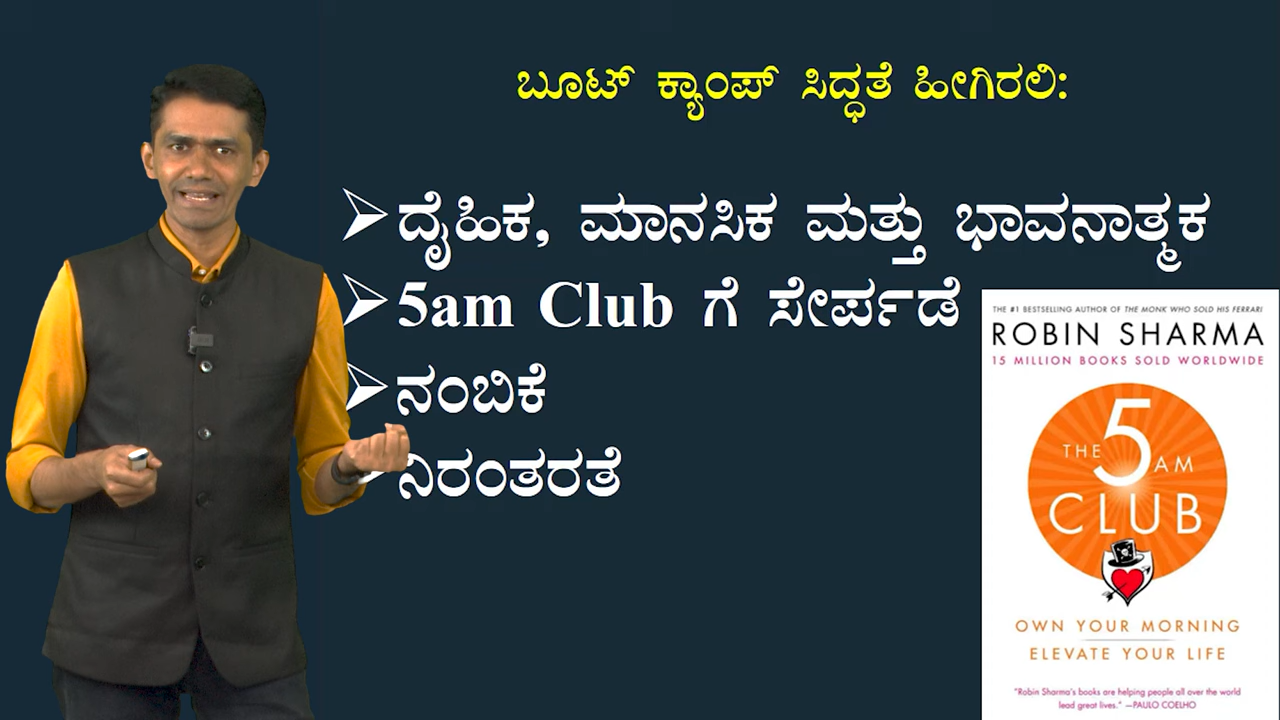 ಬೂಟ್ ಕ್ಯಾಂಪ್ ಸಿದ್ಧತೆ ಹೀಗಿರಲಿ:
ದೈಹಿಕ, ಮಾನಸಿಕ ಮತ್ತು ಭಾವನಾತ್ಮಕ
5am Club ಗೆ ಸೇರ್ಪಡೆ
ನಂಬಿಕೆ
ನಿರಂತರತೆ
THE #1 BESTSELLING AUTHOR OF THE MONK WHO SOLD HIS FERRARI
ROBIN SHARMA
15 MILLION BOOKS SOLD WORLDWIDE
THE 5 AM
CLUB
OWN YOUR MORNING
ELEVATE YOUR LIFE
"Robin Sharma's books are helping people all over the world
lead great lives." —PAULO COELHO